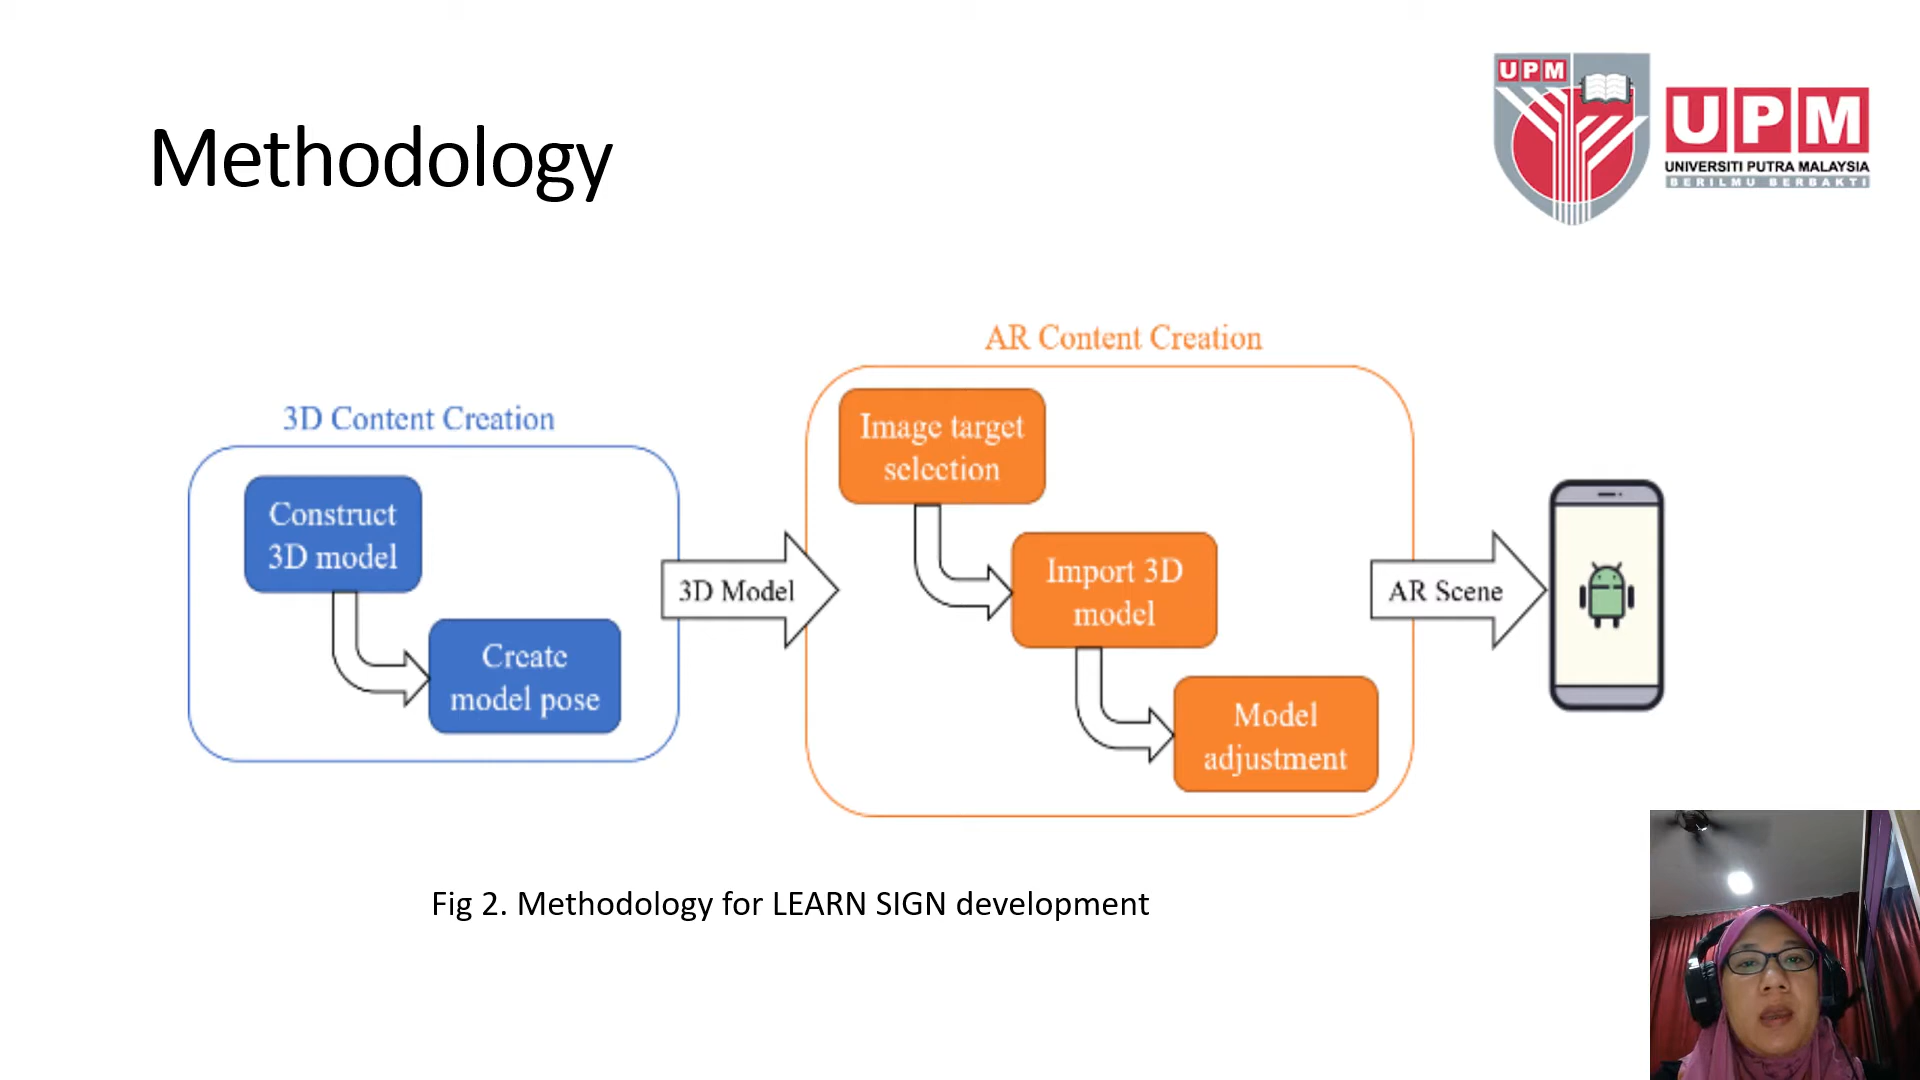 Methodology
UPM
UPM
UNIVERSITI PUTRA MALAYSIA
BERILMU BERBAKTI
AR Content Creation
3D Content Creation
Image target
selection
Construct
3D model
Import 3D
model
3D Model
AR Scene
Create
model pose
Model
adjustment
Fig 2. Methodology for LEARN SIGN development